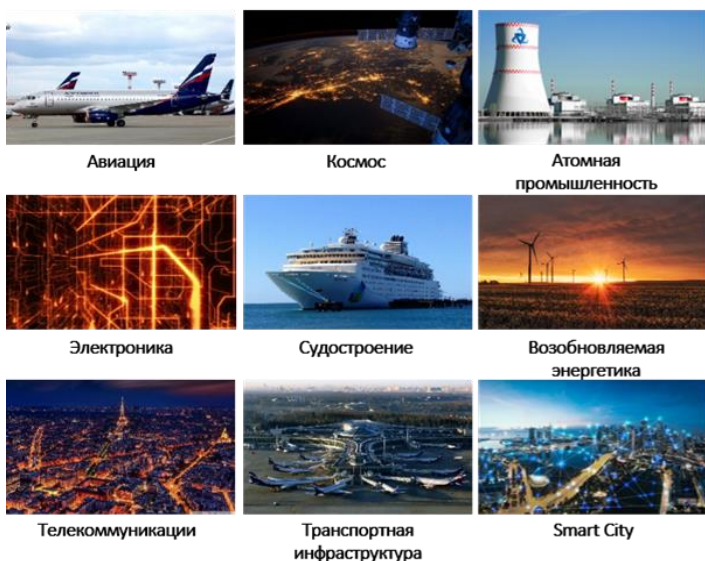 Авиация
Космос
Атомная
промышленность
Электроника
Судостроение
Возобновляемая
энергетика
Телекоммуникации
Транспортная
инфраструктура
Smart City